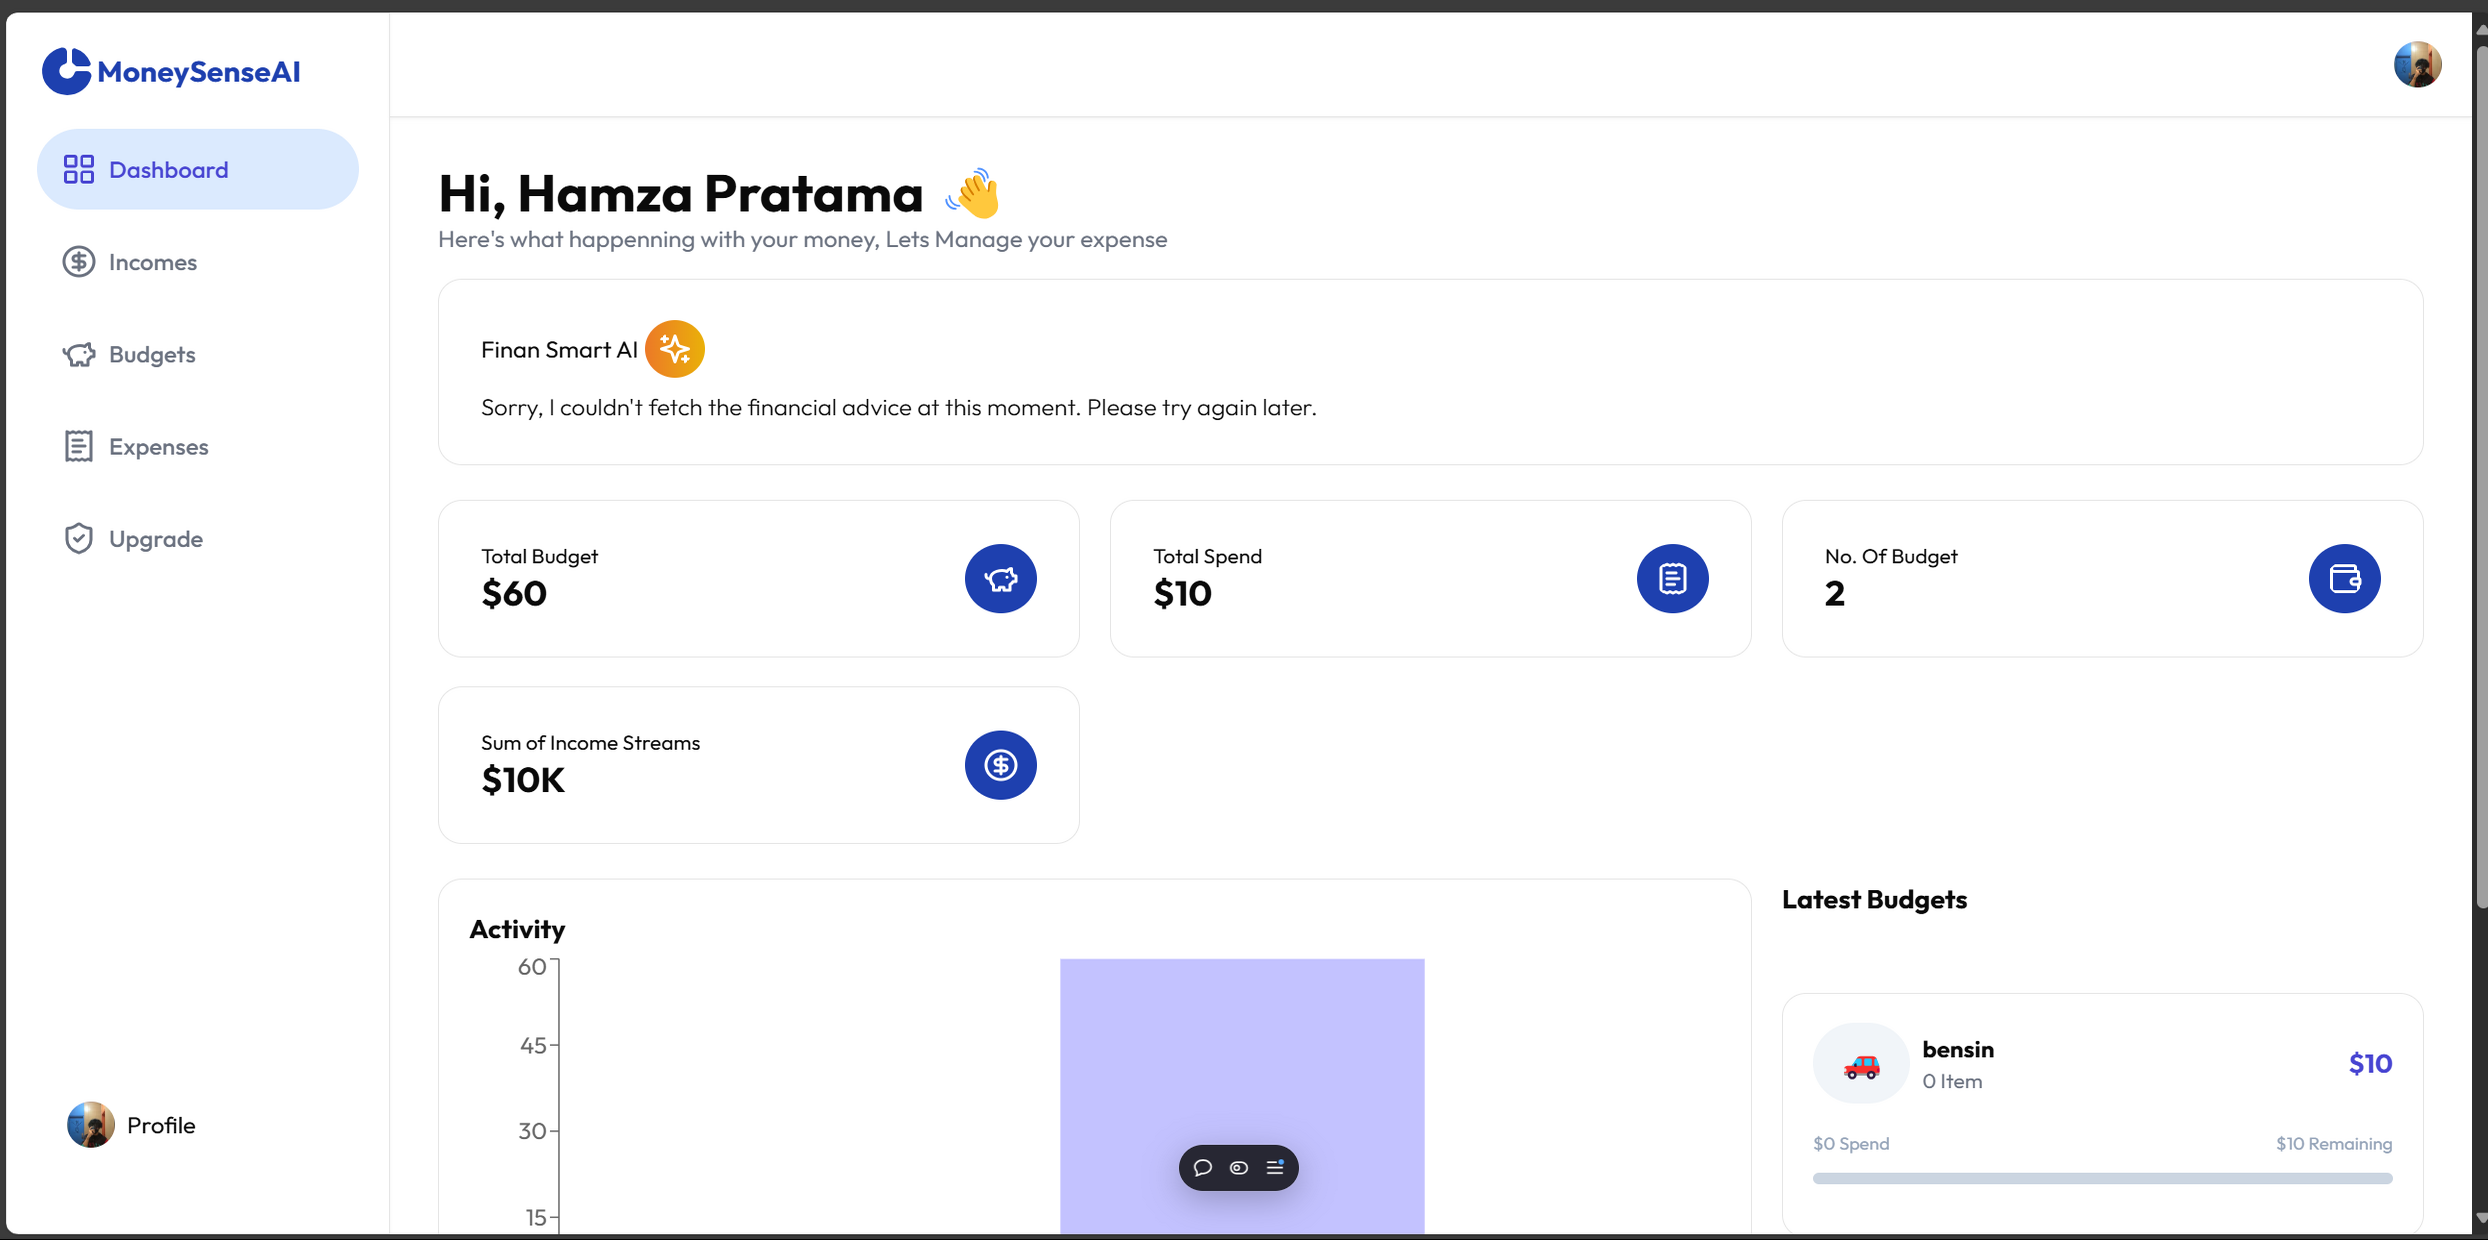 MoneySenseAI
Dashboard
Incomes
Budgets
Expenses
Upgrade
Profile
Hi, Hamza Pratama 👋
Here's what happenning with your money, Lets Manage your expense
Finan Smart AI
Sorry, I couldn't fetch the financial advice at this moment. Please try again later.
Total Budget
$60
Total Spend
$10
No. Of Budget
2
Sum of Income Streams
$10K
Activity
60
45
30
15
Latest Budgets
bensin
0 Item
$10
$0 Spend
$10 Remaining